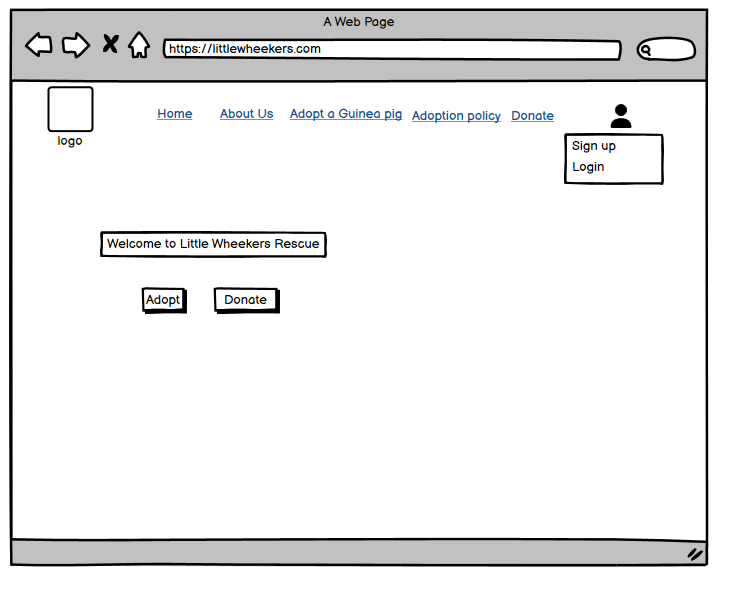 A Web Page
https://littlewheekers.com
Home About Us Adopt a Guinea pig Adoption policy Donate
logo
Sign up
Login
Welcome to Little Wheekers Rescue
Adopt Donate